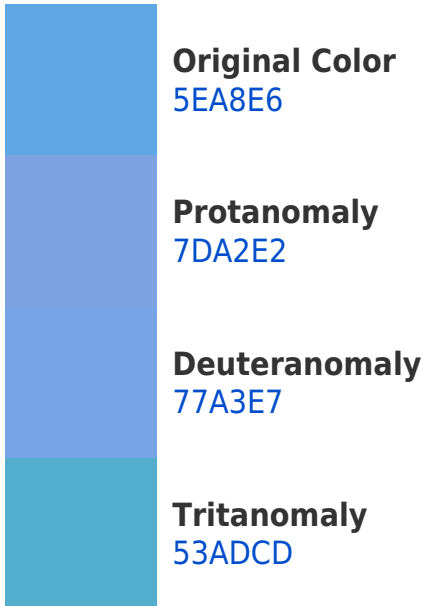 Original Color
5EA8E6
Protanomaly
7DA2E2
Deuteranomaly
77A3E7
Tritanomaly
53ADCD